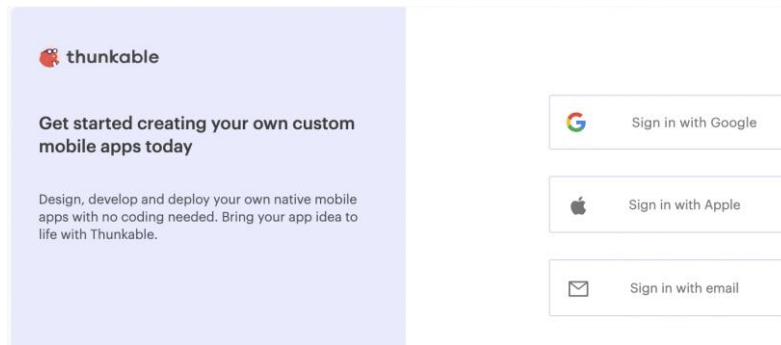 thunkable
Get started creating your own custom
mobile apps today
Design, develop and deploy your own native mobile
apps with no coding needed. Bring your app idea to
life with Thunkable.
Sign in with Google
Sign in with Apple
Sign in with email